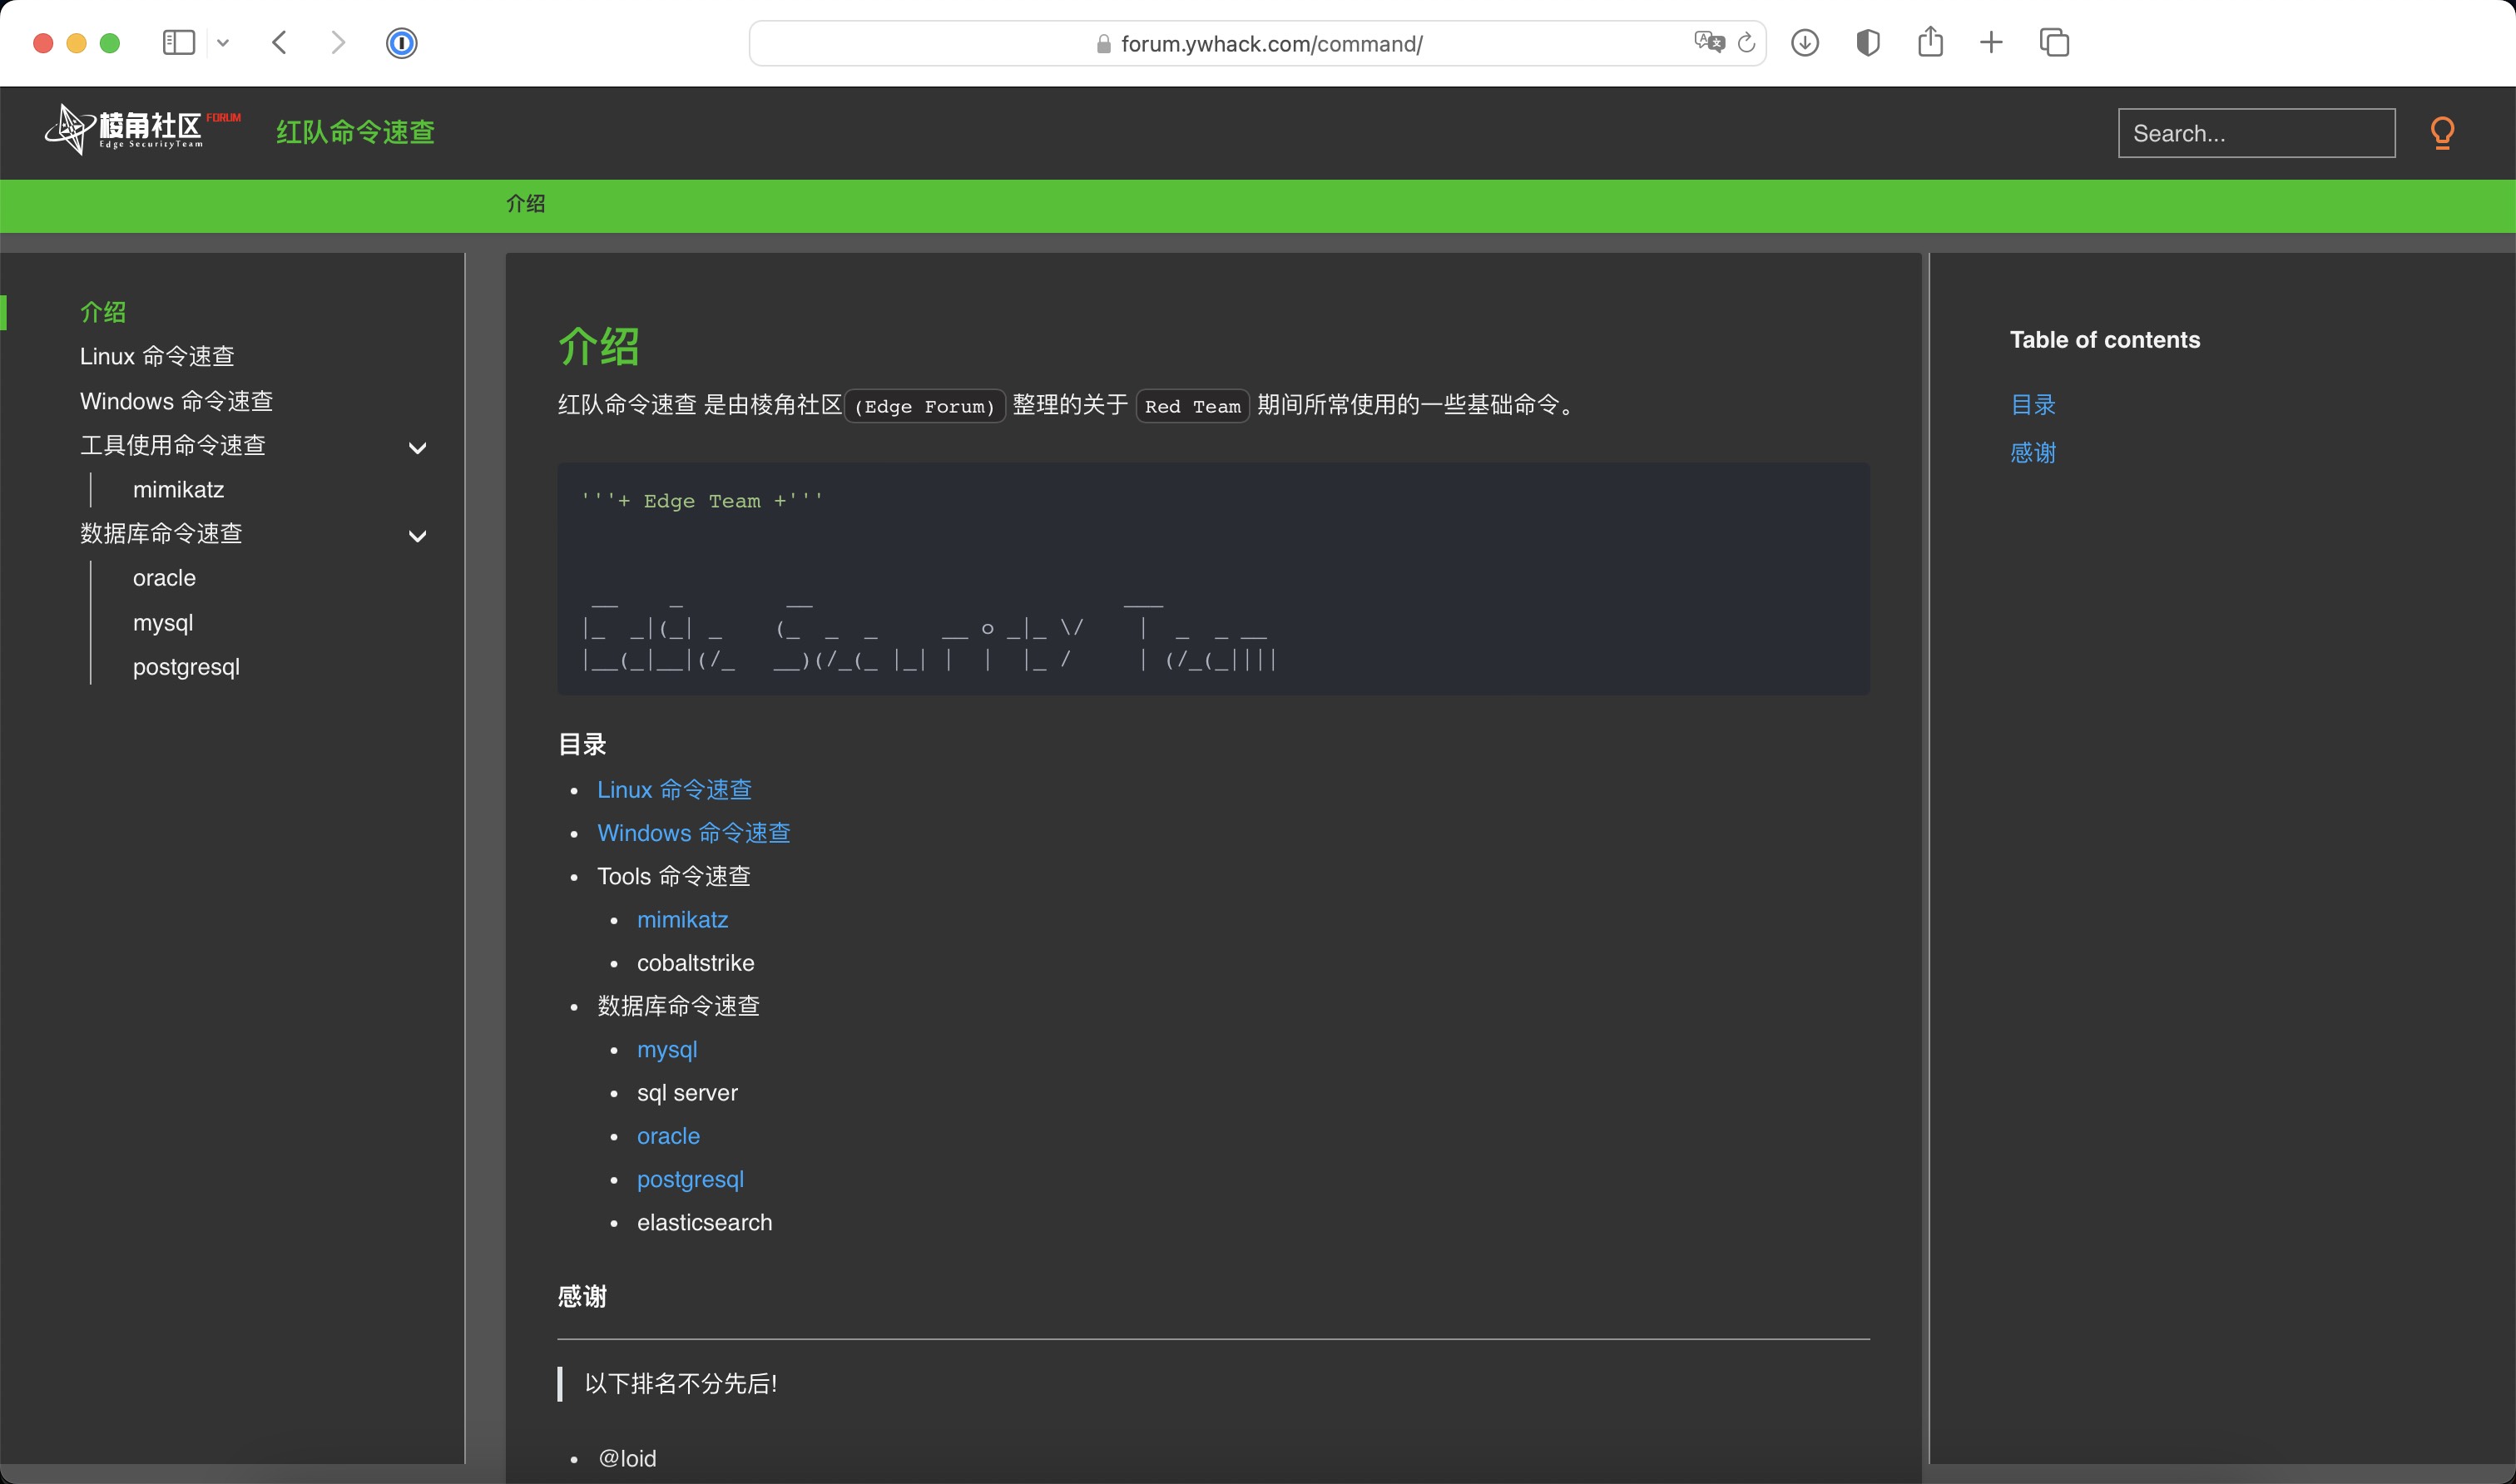 forum.ywhack.com/command/
棱角社区 FORUM
Edge SecurityTeam
红队命令速查
Search...
介绍
介绍
Linux 命令速查
Windows 命令速查
工具使用命令速查
mimikatz
数据库命令速查
oracle
mysql
postgresql
介绍
红队命令速查 是由棱角社区 (Edge Forum) 整理的关于 Red Team 期间所常使用的一些基础命令。
'''+ Edge Team +'''
Edge Security Team
目录
Linux 命令速查
Windows 命令速查
Tools 命令速查
mimikatz
cobaltstrike
数据库命令速查
mysql
sql server
oracle
postgresql
elasticsearch
感谢
以下排名不分先后!
@loid
Table of contents
目录
感谢